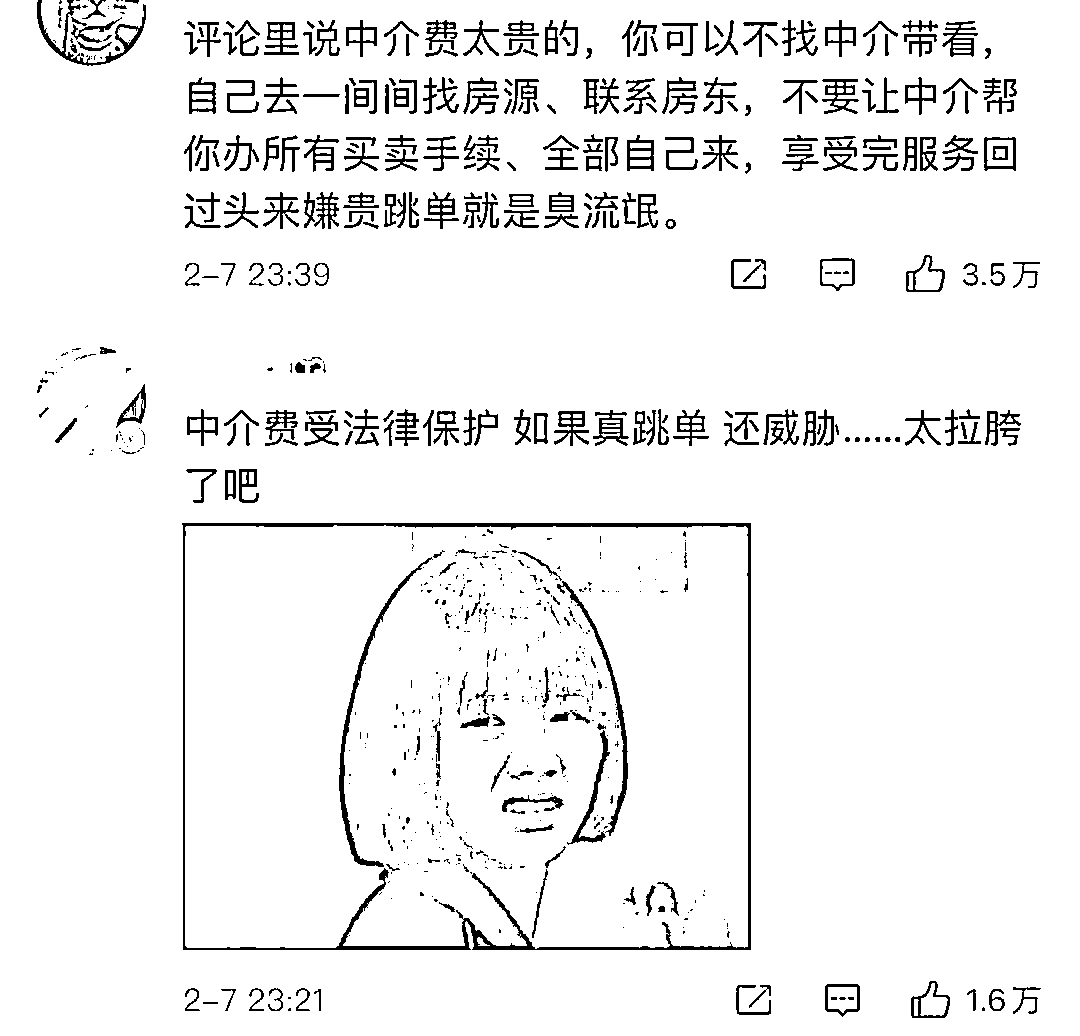 评论里说中介费太贵的，你可以不找中介带看，
自己去一间间找房源、联系房东，不要让中介帮
你办所有买卖手续、全部自己来，享受完服务回
过头来嫌贵跳单就是臭流氓。
2-7 23:39
3.5万
中介费受法律保护 如果真跳单 还威胁......太拉胯
了吧
2-7 23:21
1.6万